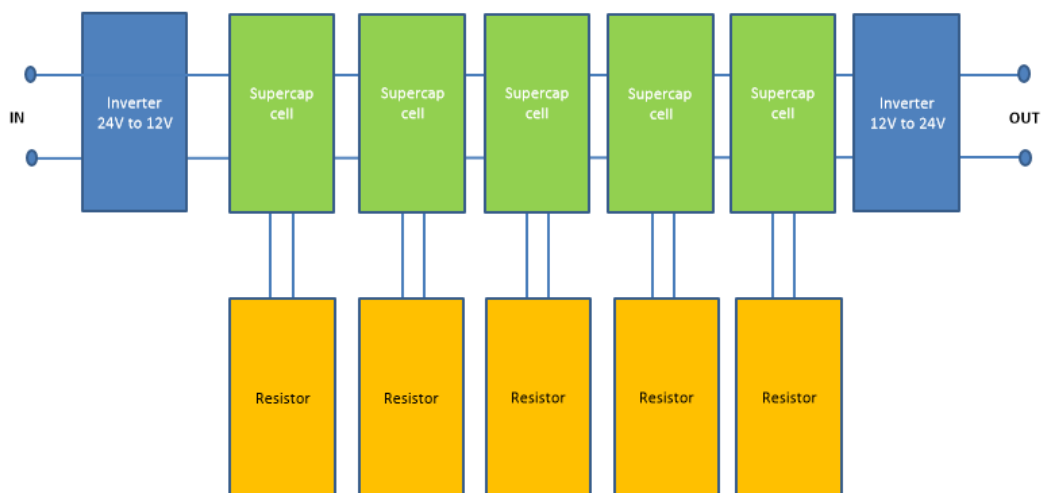 IN
Inverter
24V to 12V
Supercap
cell
Supercap
cell
Supercap
cell
Supercap
cell
Supercap
cell
Inverter
12V to 24V
OUT
Resistor
Resistor
Resistor
Resistor
Resistor